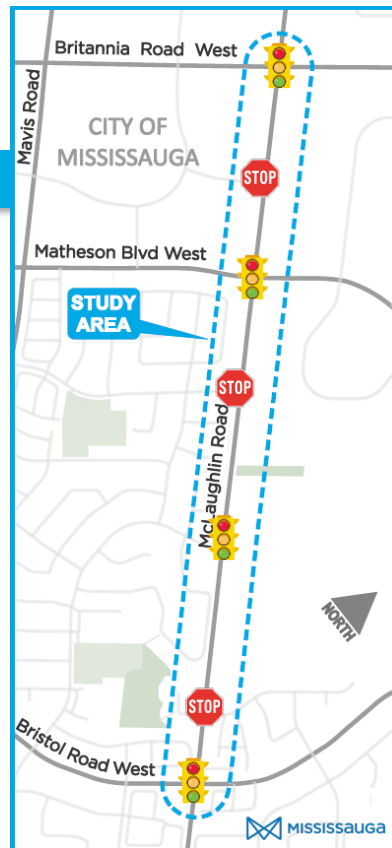 Britannia Road West
Mavis Road
CITY OF
MISSISSAUGA
STOP
Matheson Blvd West
STUDY
AREA
STOP
McLaughlin Road
NORTH
STOP
Bristol Road West
MISSISSAUGA